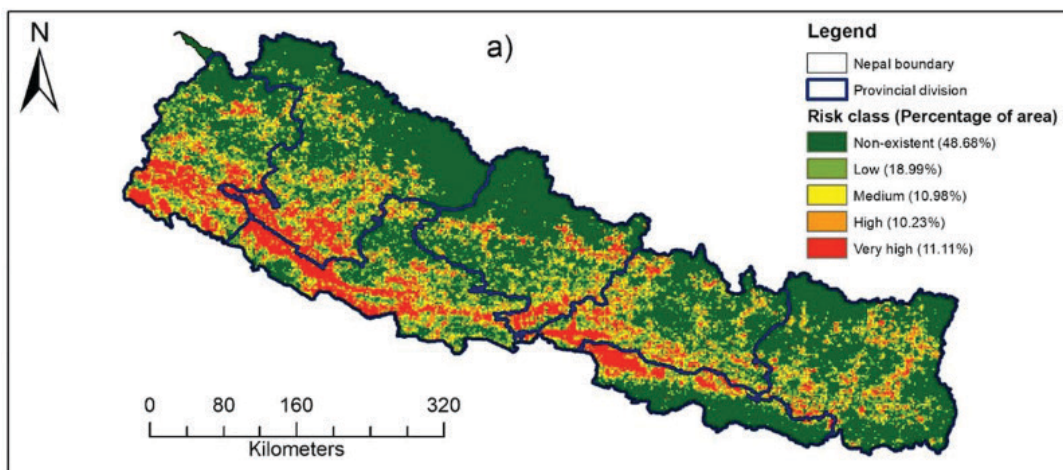 N
a)
Legend
Nepal boundary
Provincial division
Risk class (Percentage of area)
Non-existent (48.68%)
Low (18.99%)
Medium (10.98%)
High (10.23%)
Very high (11.11%)
0 80 160 320
Kilometers